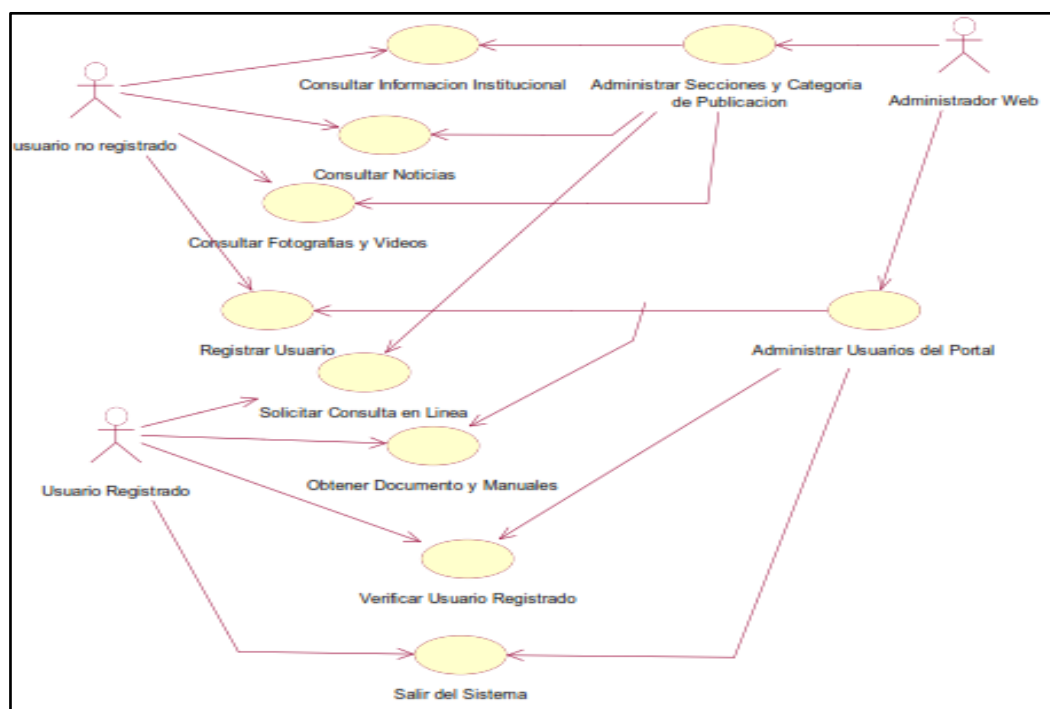 Consultar Informacion Institucional
Administrar Secciones y Categoria
de Publicacion
Administrador Web
usuario no registrado
Consultar Noticias
Consultar Fotografias y Videos
Registrar Usuario
Administrar Usuarios del Portal
Solicitar Consulta en Linea
Usuario Registrado
Obtener Documento y Manuales
Verificar Usuario Registrado
Salir del Sistema